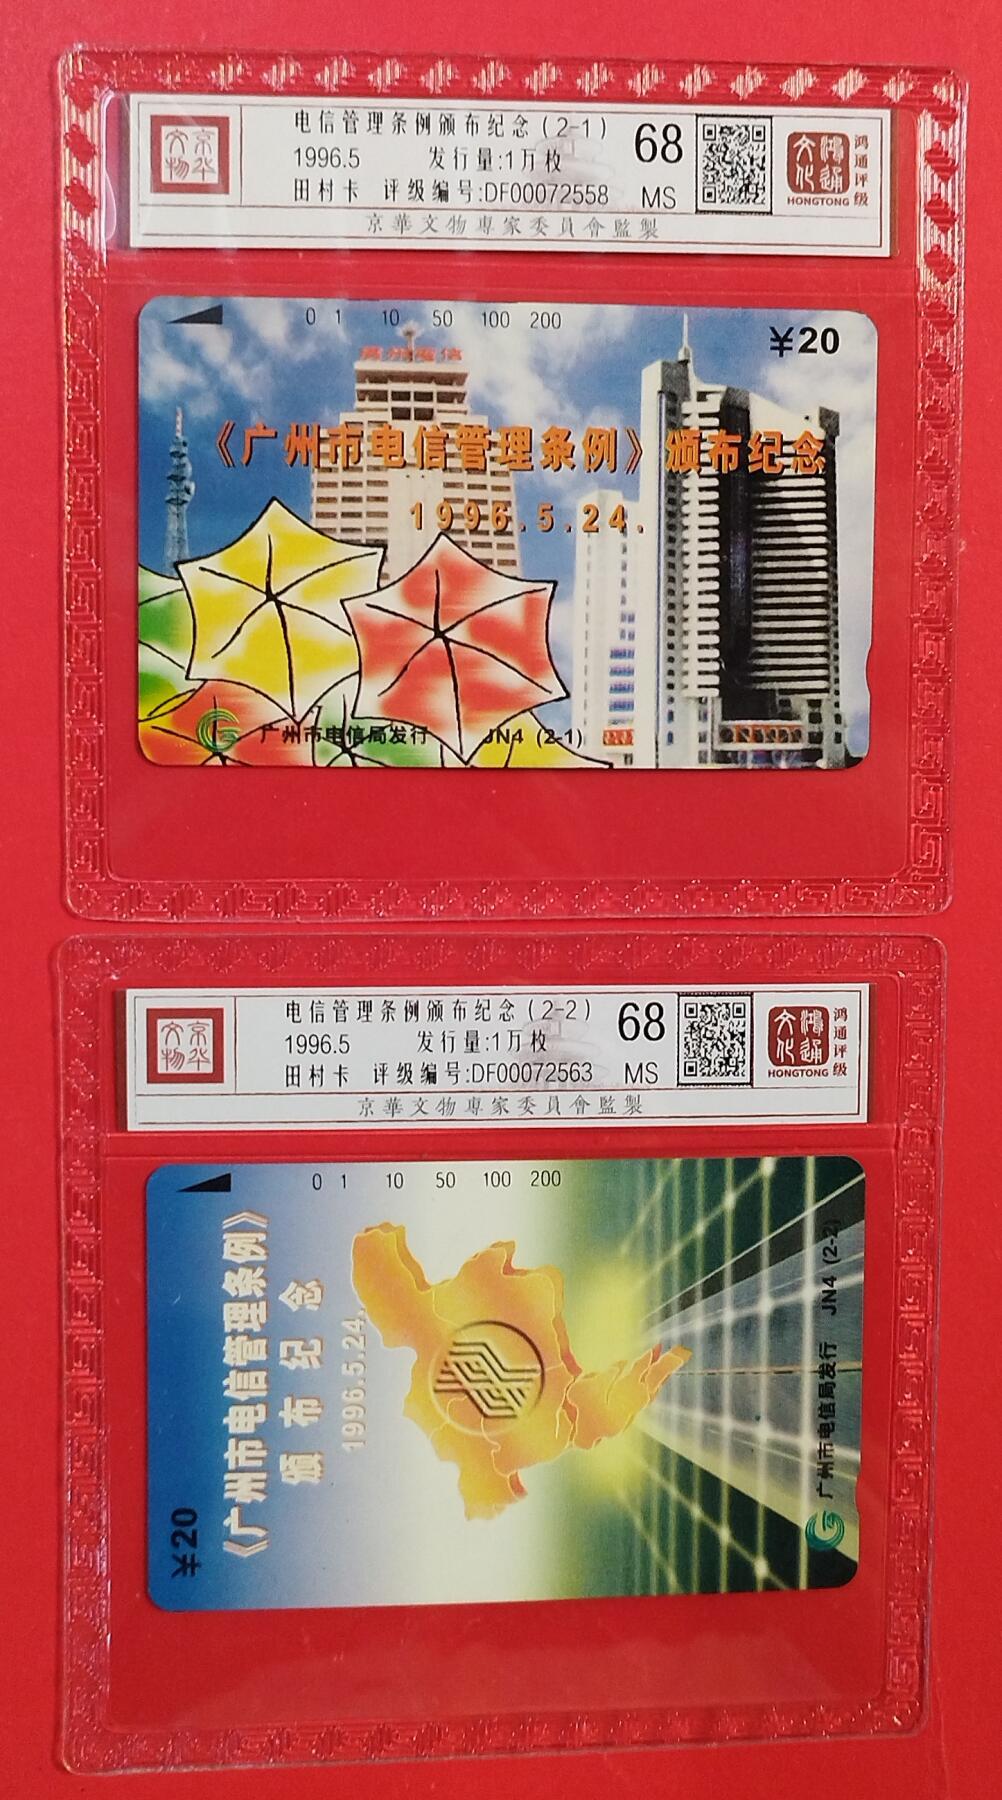 京华
文物
电信管理条例颁布纪念(2-1)
1996.5 发行量:1万枚
田村卡 评级编号:DF00072558
68
MS
鸿通
文化
HONGTONG
鸿通评级
京華文物專家委員會監製
0 1 10 50 100 200
¥20
广州电信
《广州市电信管理条例》颁布纪念
1996.5.24.
广州市电信局发行 JN4 (2-1)
京华
文物
电信管理条例颁布纪念(2-2)
1996.5 发行量:1万枚
田村卡 评级编号:DF00072563
68
MS
鸿通
文化
HONGTONG
鸿通评级
京華文物專家委員會監製
0 1 10 50 100 200
¥20
《广州市电信管理条例》
颁布纪念
1996.5.24.
广州市电信局发行 JN4 (2-2)